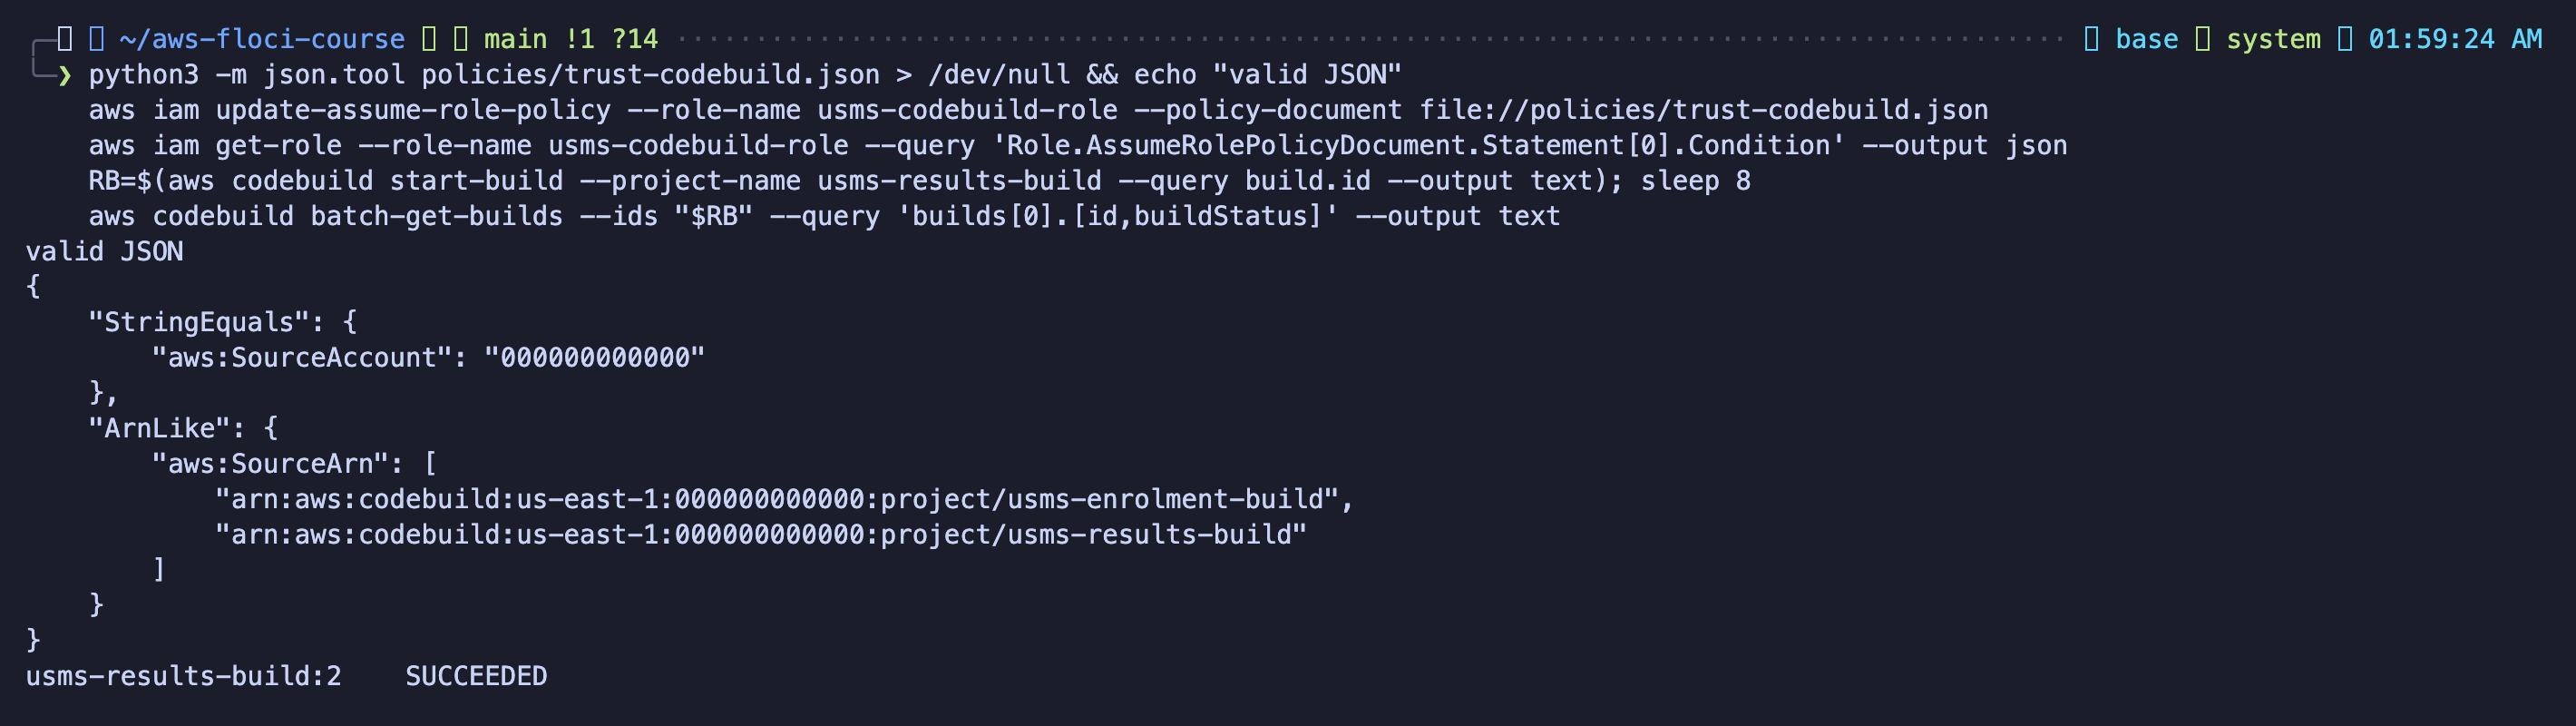 ~/aws-floci-course main !1 ?14 ···················································································· base system 01:59:24 AM
❯ python3 -m json.tool policies/trust-codebuild.json > /dev/null && echo "valid JSON"
aws iam update-assume-role-policy --role-name usms-codebuild-role --policy-document file://policies/trust-codebuild.json
aws iam get-role --role-name usms-codebuild-role --query 'Role.AssumeRolePolicyDocument.Statement[0].Condition' --output json
RB=$(aws codebuild start-build --project-name usms-results-build --query build.id --output text); sleep 8
aws codebuild batch-get-builds --ids "$RB" --query 'builds[0].[id,buildStatus]' --output text
valid JSON
{
    "StringEquals": {
        "aws:SourceAccount": "000000000000"
    },
    "ArnLike": {
        "aws:SourceArn": [
            "arn:aws:codebuild:us-east-1:000000000000:project/usms-enrolment-build",
            "arn:aws:codebuild:us-east-1:000000000000:project/usms-results-build"
        ]
    }
}
usms-results-build:2    SUCCEEDED